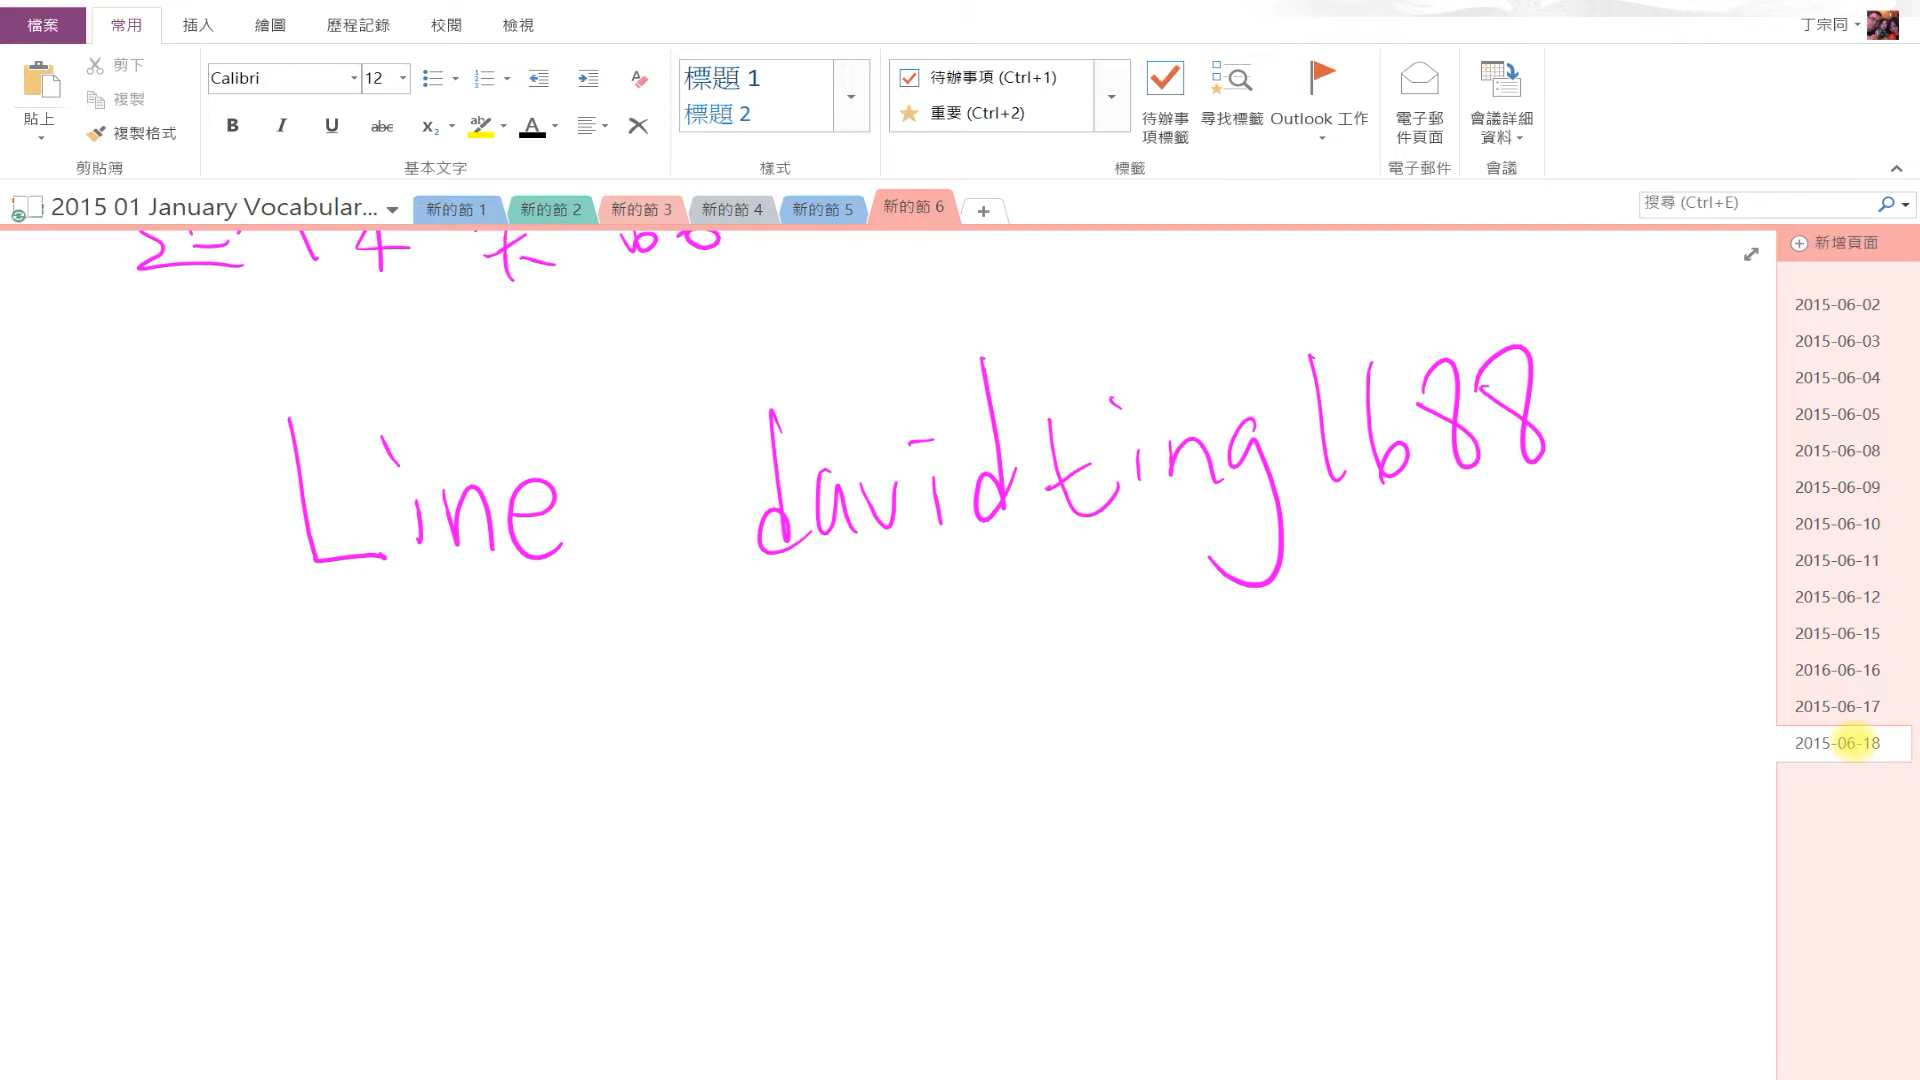 檔案 常用 插入 繪圖 歷程記錄 校閱 檢視 丁宗同
貼上
剪下
複製
複製格式
剪貼簿
Calibri 12
B I U abc X₂ ab A
基本文字
標題 1
標題 2
樣式
待辦事項 (Ctrl+1)
重要 (Ctrl+2)
待辦事
項標籤
尋找標籤
Outlook 工作
標籤
電子郵
件頁面
電子郵件
會議詳細
資料
會議
2015 01 January Vocabular... 新的節 1 新的節 2 新的節 3 新的節 4 新的節 5 新的節 6 搜尋 (Ctrl+E)
Line davidting1688
新增頁面
2015-06-02
2015-06-03
2015-06-04
2015-06-05
2015-06-08
2015-06-09
2015-06-10
2015-06-11
2015-06-12
2015-06-15
2016-06-16
2015-06-17
2015-06-18